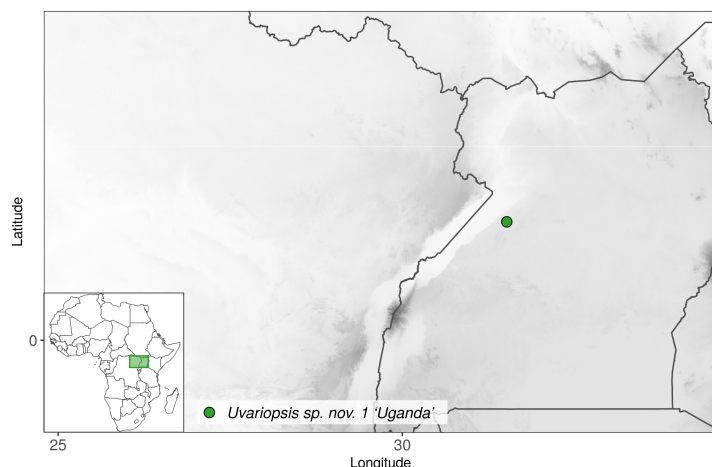 Latitude
0
Uvariopsis sp. nov. 1 ‘Uganda’
25
30
Longitude